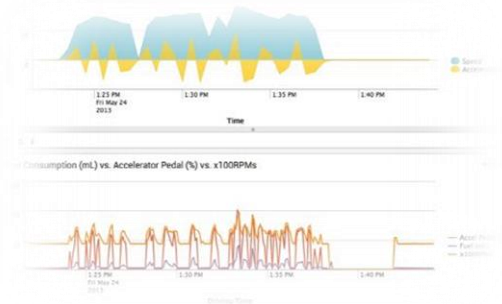 Speed
1:25 PM
Fri May 24
2013
1:30 PM
1:35 PM
1:40 PM
Time
Consumption (mL) vs. Accelerator Pedal (%) vs. x100RPMs
1:25 PM
Fri May 24
2013
1:30 PM
1:35 PM
1:40 PM